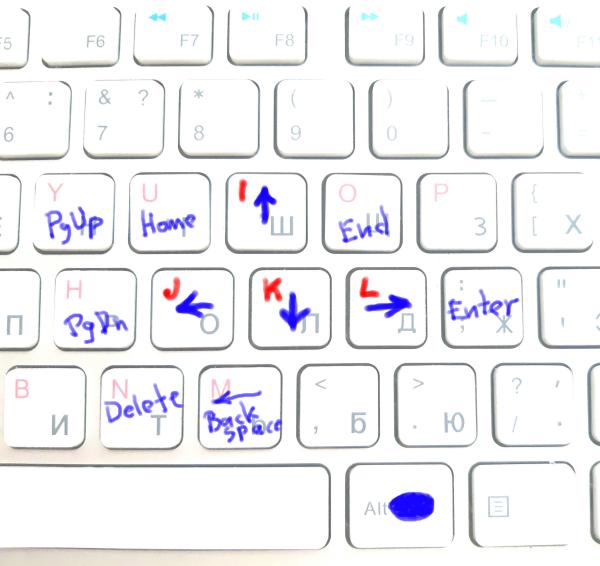 F5 F6 F7 F8 F9 F10 F11
^ : & ? * ( ) _ +
6 7 8 9 0 - =
Y U I O P {
PgUp Home ↑ Ш End З [ Х
H J K L : "
П PgDn ← О ↓ Л → Д Enter ; Ж '
B N M < > ? ,
И Delete Т ← Back Space , Б . Ю / .
Alt